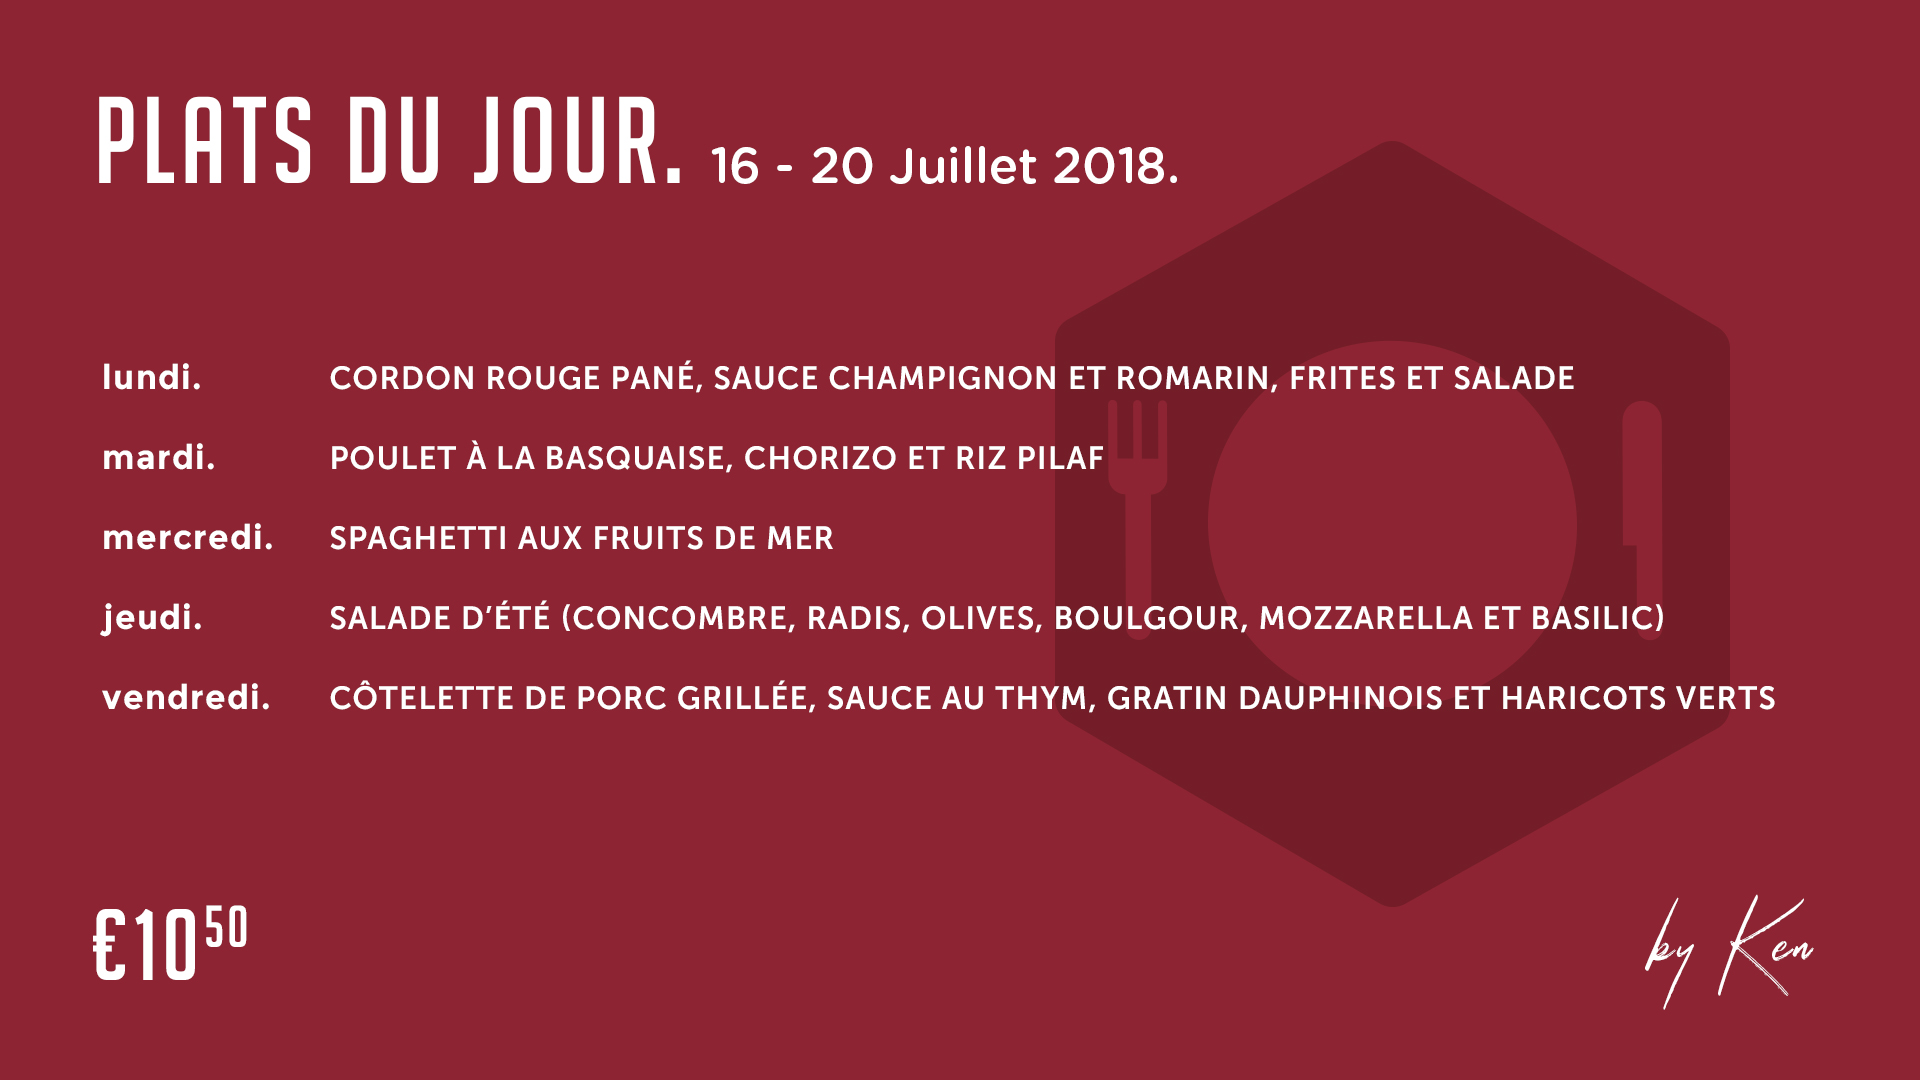 PLATS DU JOUR. 16 - 20 Juillet 2018.
lundi. CORDON ROUGE PANÉ, SAUCE CHAMPIGNON ET ROMARIN, FRITES ET SALADE
mardi. POULET À LA BASQUAISE, CHORIZO ET RIZ PILAF
mercredi. SPAGHETTI AUX FRUITS DE MER
jeudi. SALADE D’ÉTÉ (CONCOMBRE, RADIS, OLIVES, BOULGOUR, MOZZARELLA ET BASILIC)
vendredi. CÔTELETTE DE PORC GRILLÉE, SAUCE AU THYM, GRATIN DAUPHINOIS ET HARICOTS VERTS
€10 50
by Ken